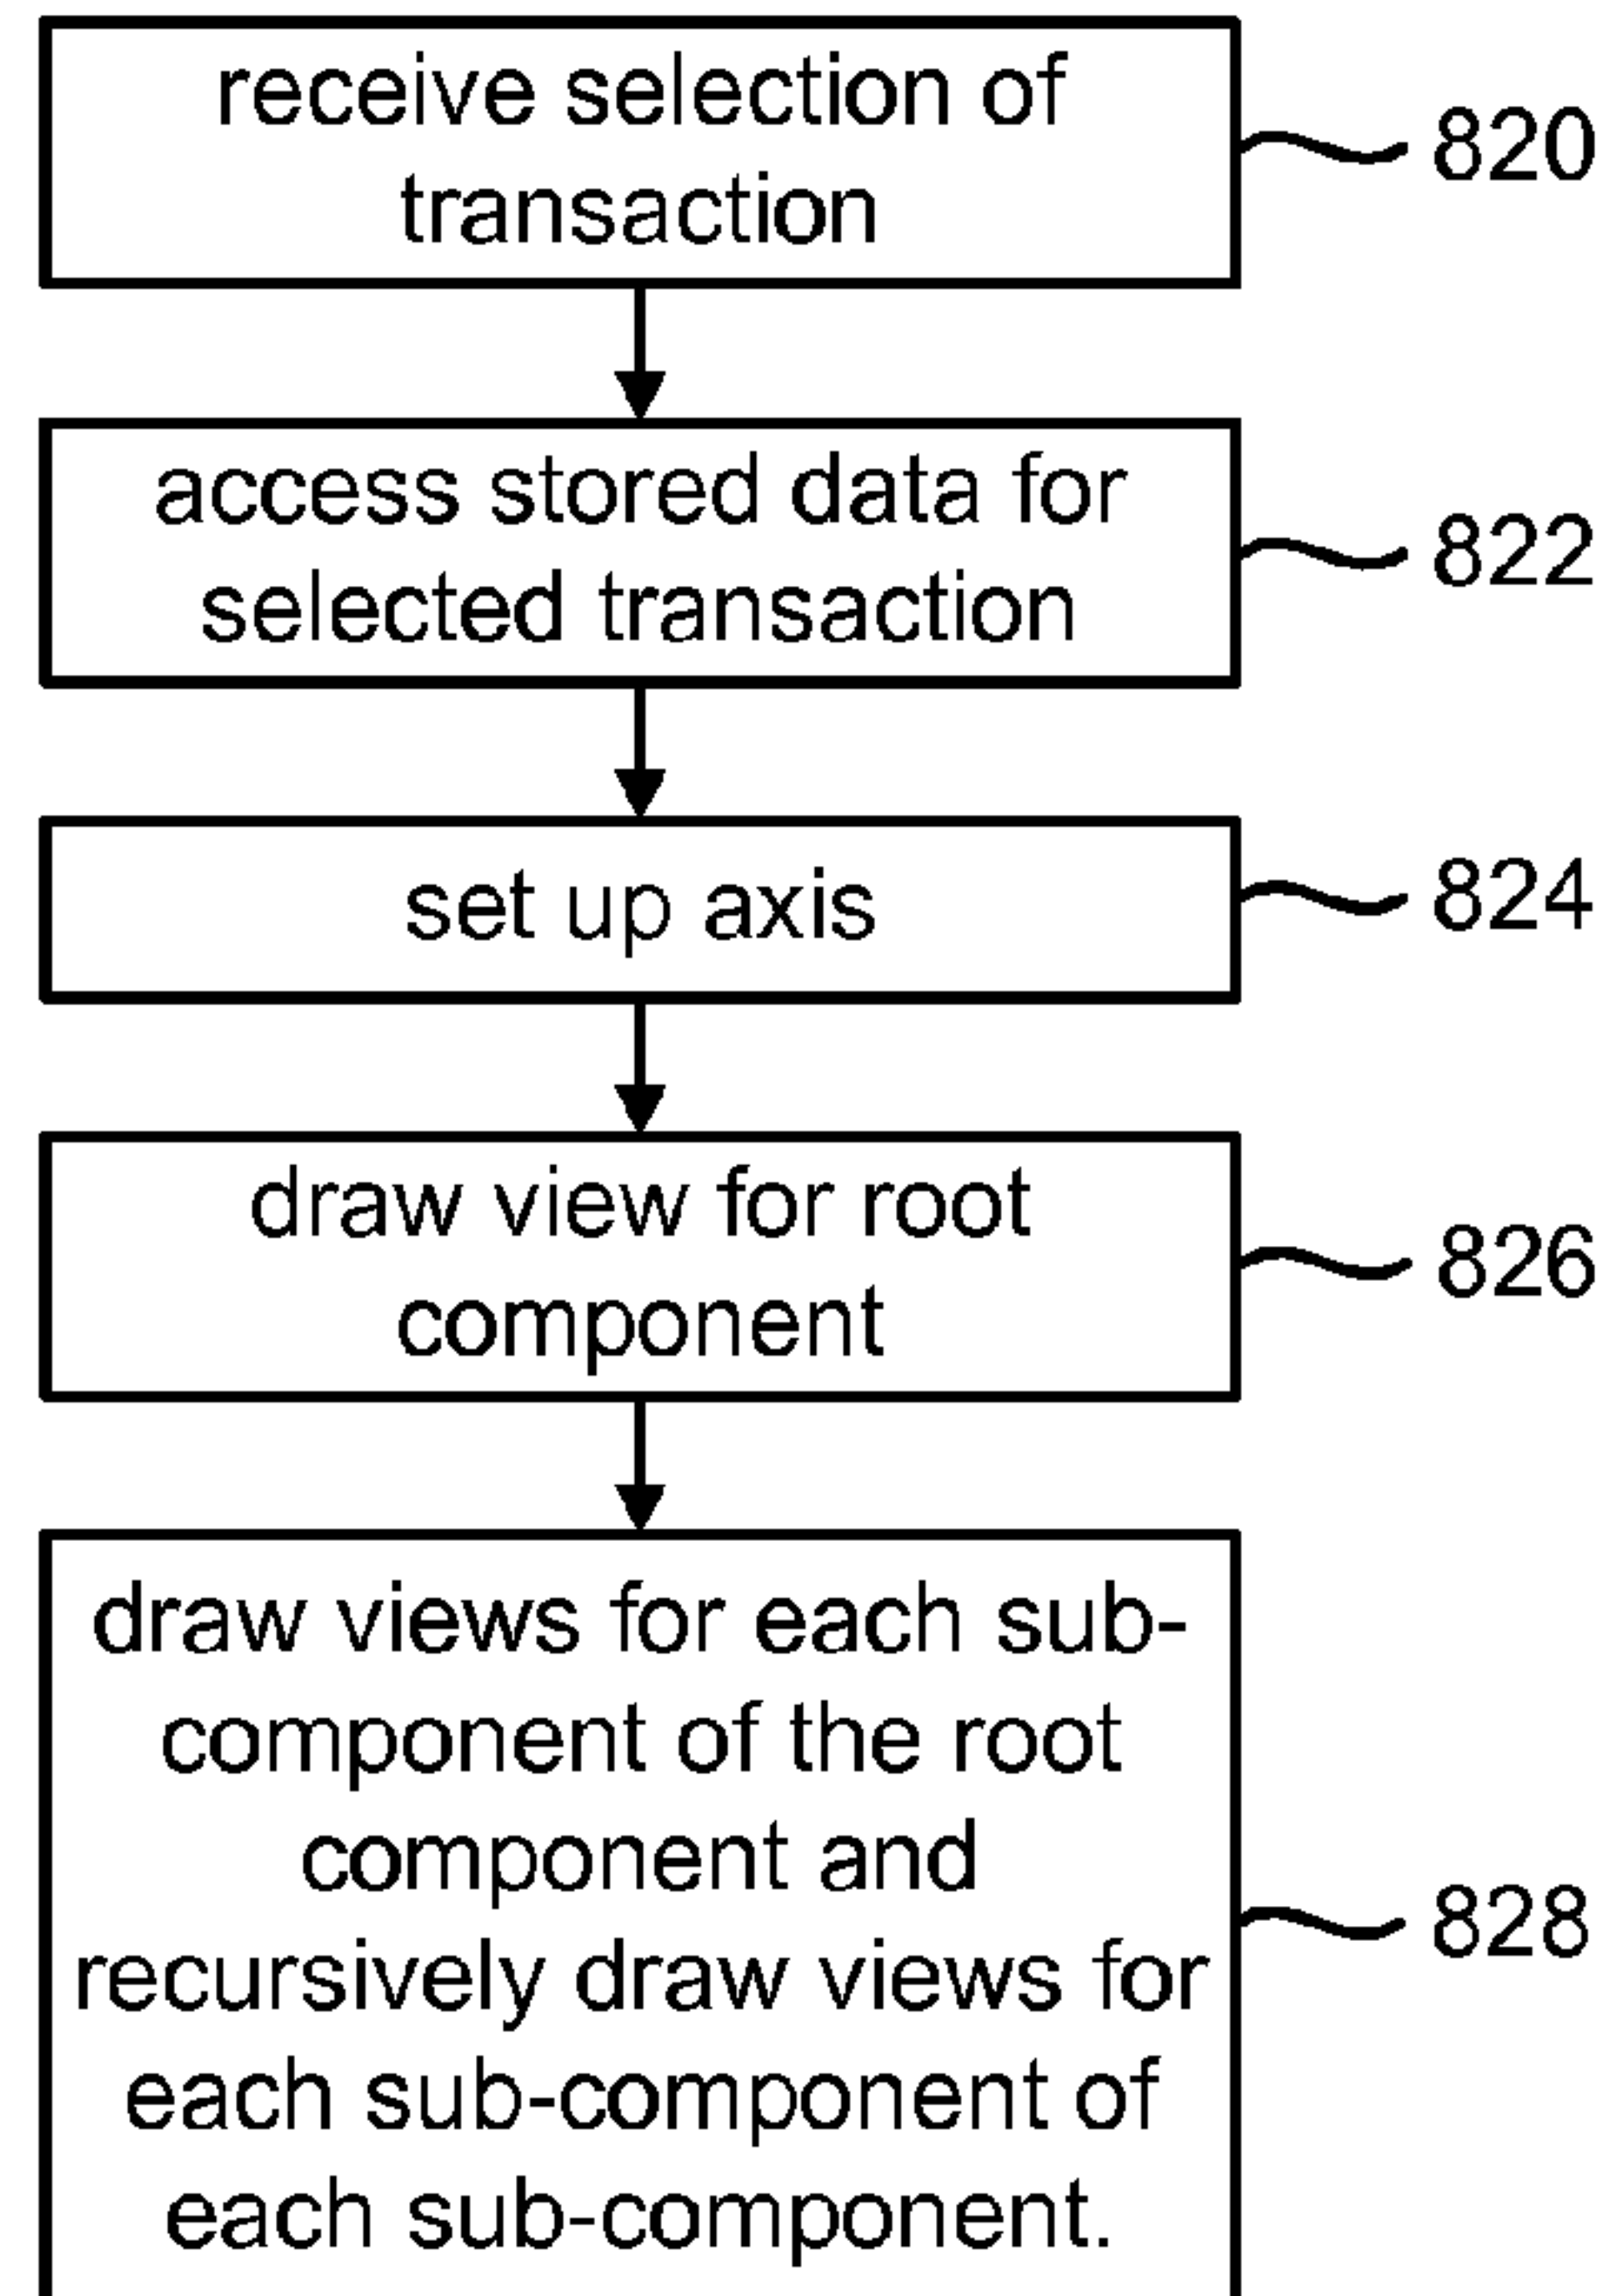 receive selection of
transaction
820
access stored data for
selected transaction
822
set up axis
824
draw view for root
component
826
draw views for each sub-
component of the root
component and
recursively draw views for
each sub-component of
each sub-component.
828